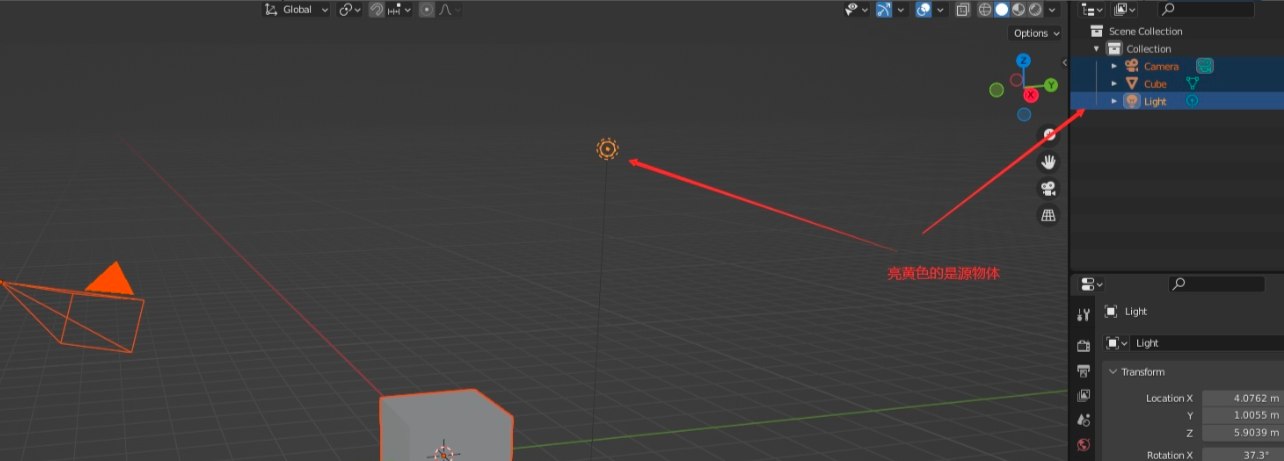 Global
Options
Z
Y
X
Scene Collection
Collection
Camera
Cube
Light
亮黄色的是源物体
Light
Light
Transform
Location X 4.0762 m
Y 1.0055 m
Z 5.9039 m
Rotation X 37.3°